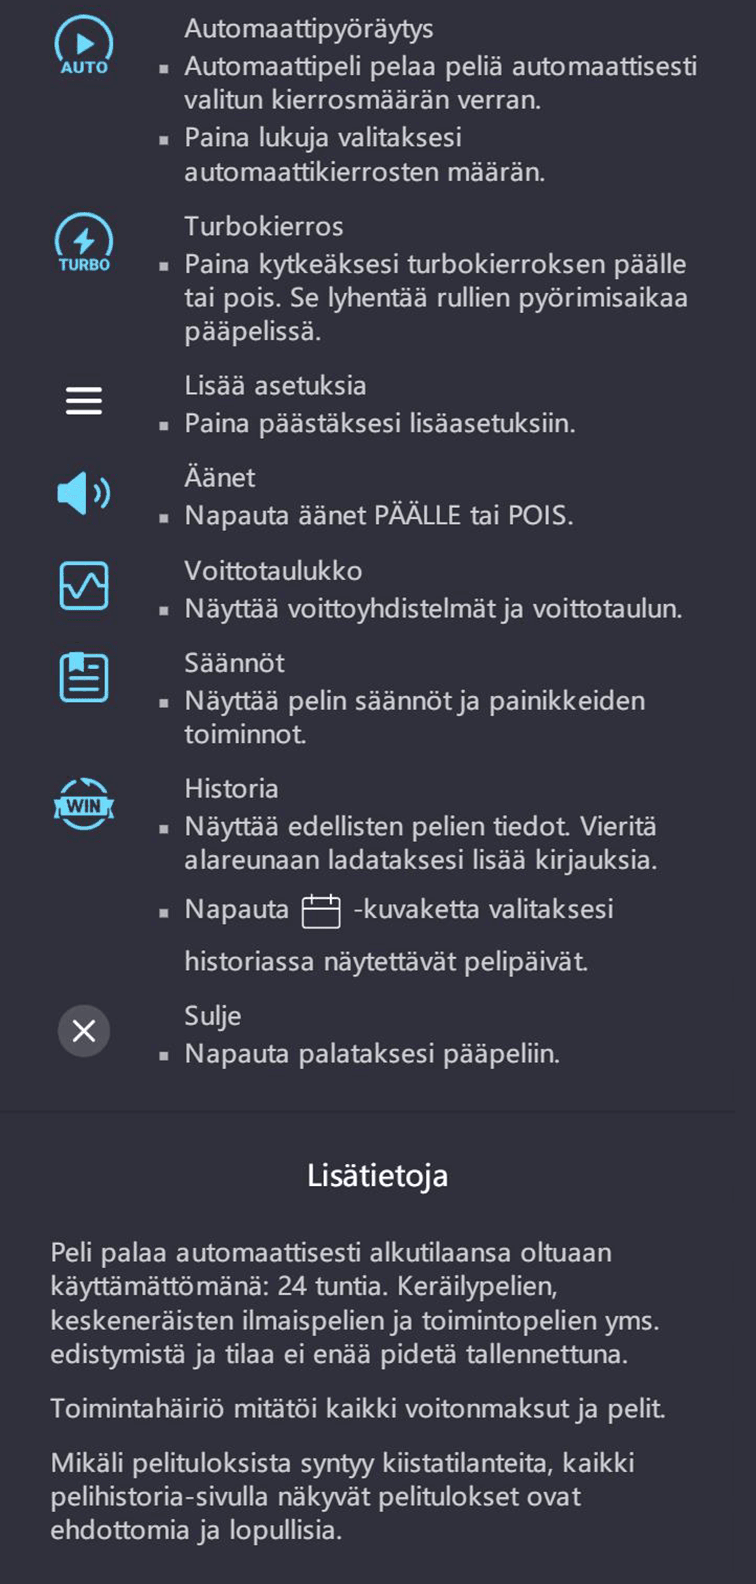 AUTO
Automaattipyöräytys
▪ Automaattipeli pelaa peliä automaattisesti
valitun kierrosmäärän verran.
▪ Paina lukuja valitaksesi
automaattikierrosten määrän.
TURBO
Turbokierros
▪ Paina kytkeäksesi turbokierroksen päälle
tai pois. Se lyhentää rullien pyörimisaikaa
pääpelissä.
Lisää asetuksia
▪ Paina päästäksesi lisäasetuksiin.
Äänet
▪ Napauta äänet PÄÄLLE tai POIS.
Voittotaulukko
▪ Näyttää voittoyhdistelmät ja voittotaulun.
Säännöt
▪ Näyttää pelin säännöt ja painikkeiden
toiminnot.
WIN
Historia
▪ Näyttää edellisten pelien tiedot. Vieritä
alareunaan ladataksesi lisää kirjauksia.
▪ Napauta -kuvaketta valitaksesi
historiassa näytettävät pelipäivät.
Sulje
▪ Napauta palataksesi pääpeliin.
Lisätietoja
Peli palaa automaattisesti alkutilaansa oltuaan
käyttämättömänä: 24 tuntia. Keräilypelien,
keskeneräisten ilmaispelien ja toimintopelien yms.
edistymistä ja tilaa ei enää pidetä tallennettuna.
Toimintahäiriö mitätöi kaikki voitonmaksut ja pelit.
Mikäli pelituloksista syntyy kiistatilanteita, kaikki
pelihistoria-sivulla näkyvät pelitulokset ovat
ehdottomia ja lopullisia.